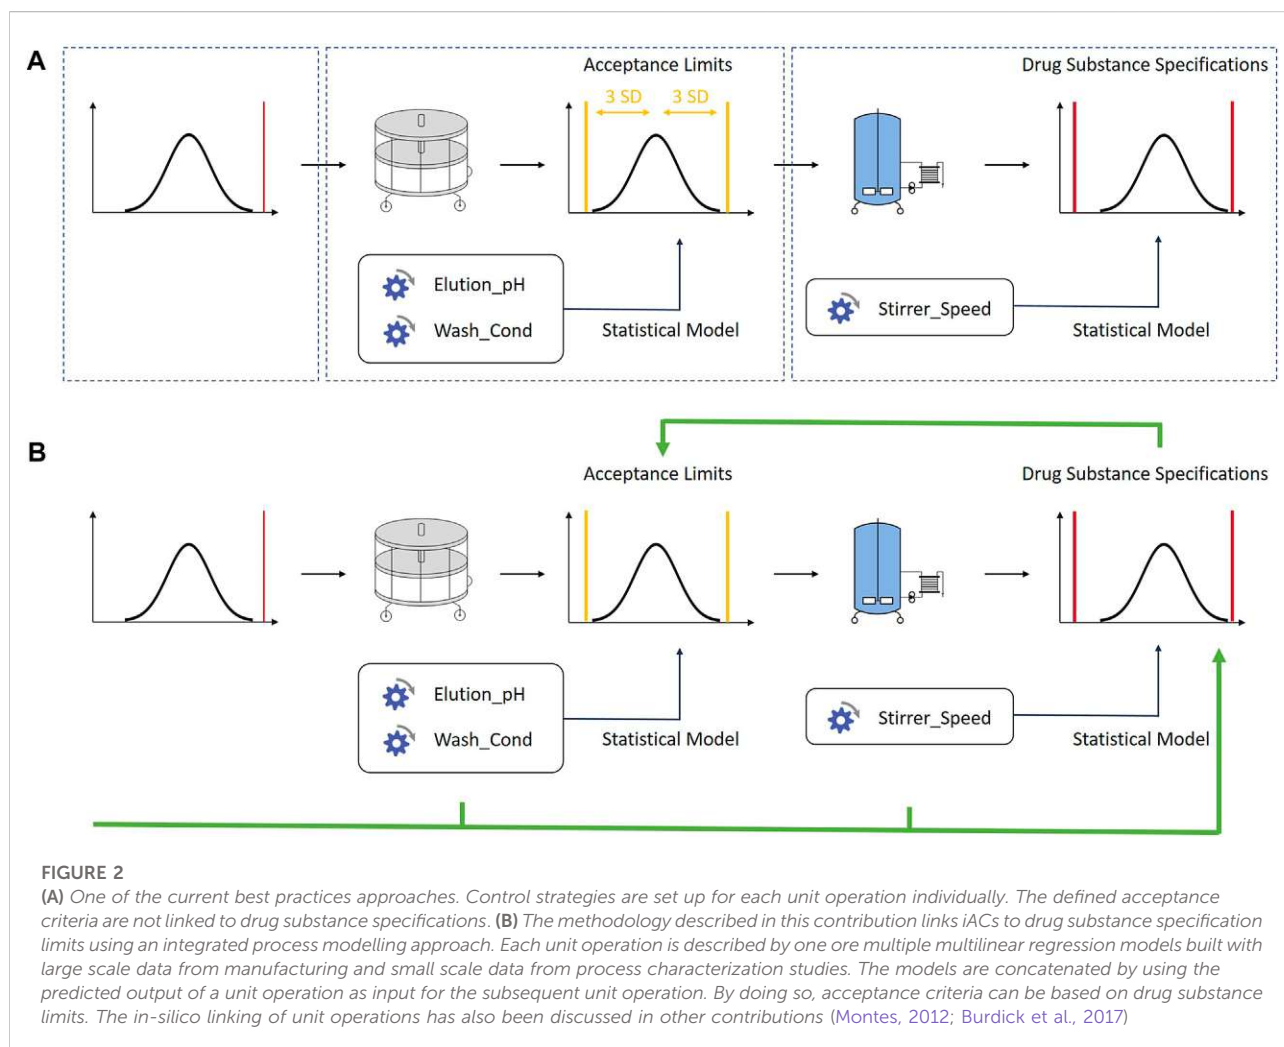 A
Acceptance Limits
Drug Substance Specifications
3 SD
3 SD
Elution_pH
Wash_Cond
Statistical Model
Stirrer_Speed
Statistical Model
B
Acceptance Limits
Drug Substance Specifications
Elution_pH
Wash_Cond
Statistical Model
Stirrer_Speed
Statistical Model
FIGURE 2
(A) One of the current best practices approaches. Control strategies are set up for each unit operation individually. The defined acceptance
criteria are not linked to drug substance specifications. (B) The methodology described in this contribution links iACs to drug substance specification
limits using an integrated process modelling approach. Each unit operation is described by one ore multiple multilinear regression models built with
large scale data from manufacturing and small scale data from process characterization studies. The models are concatenated by using the
predicted output of a unit operation as input for the subsequent unit operation. By doing so, acceptance criteria can be based on drug substance
limits. The in-silico linking of unit operations has also been discussed in other contributions (Montes, 2012; Burdick et al., 2017)